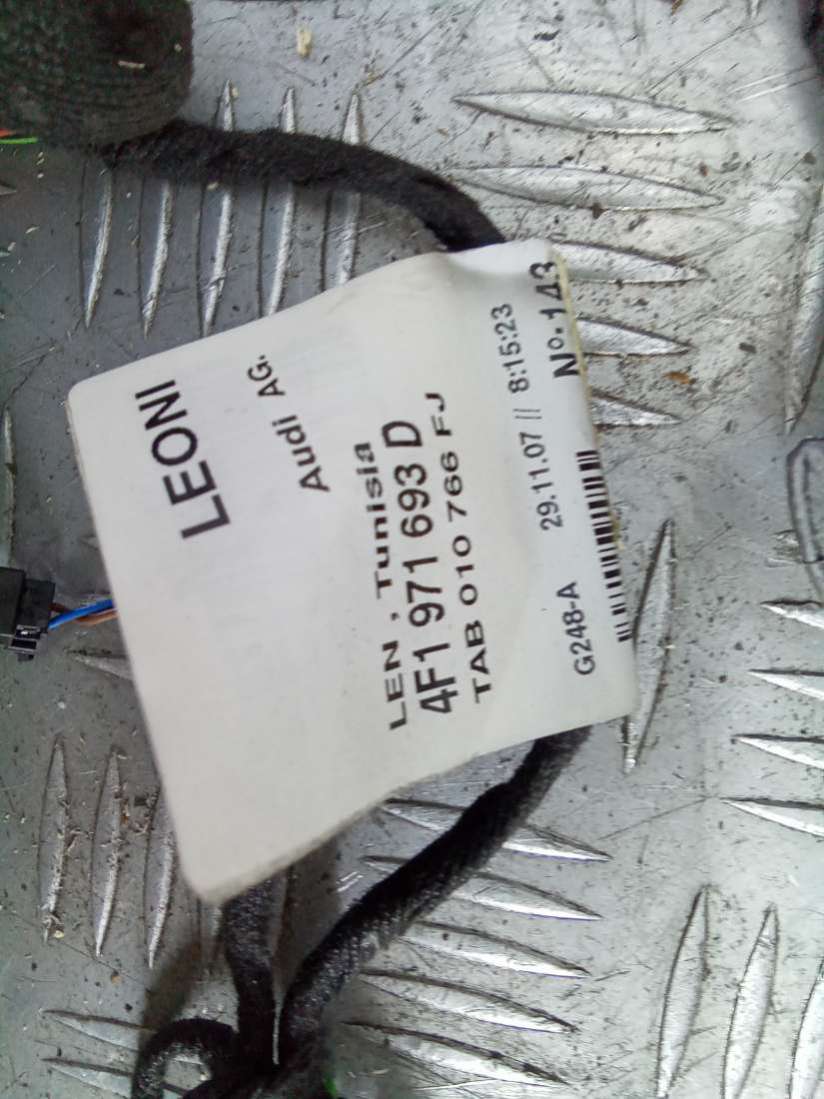 LEONI
Audi AG.
LEN . Tunisia
4F1 971 693 D
TAB 010 766 FJ
G248-A 29.11.07 // 8:15:23
Nº. 143